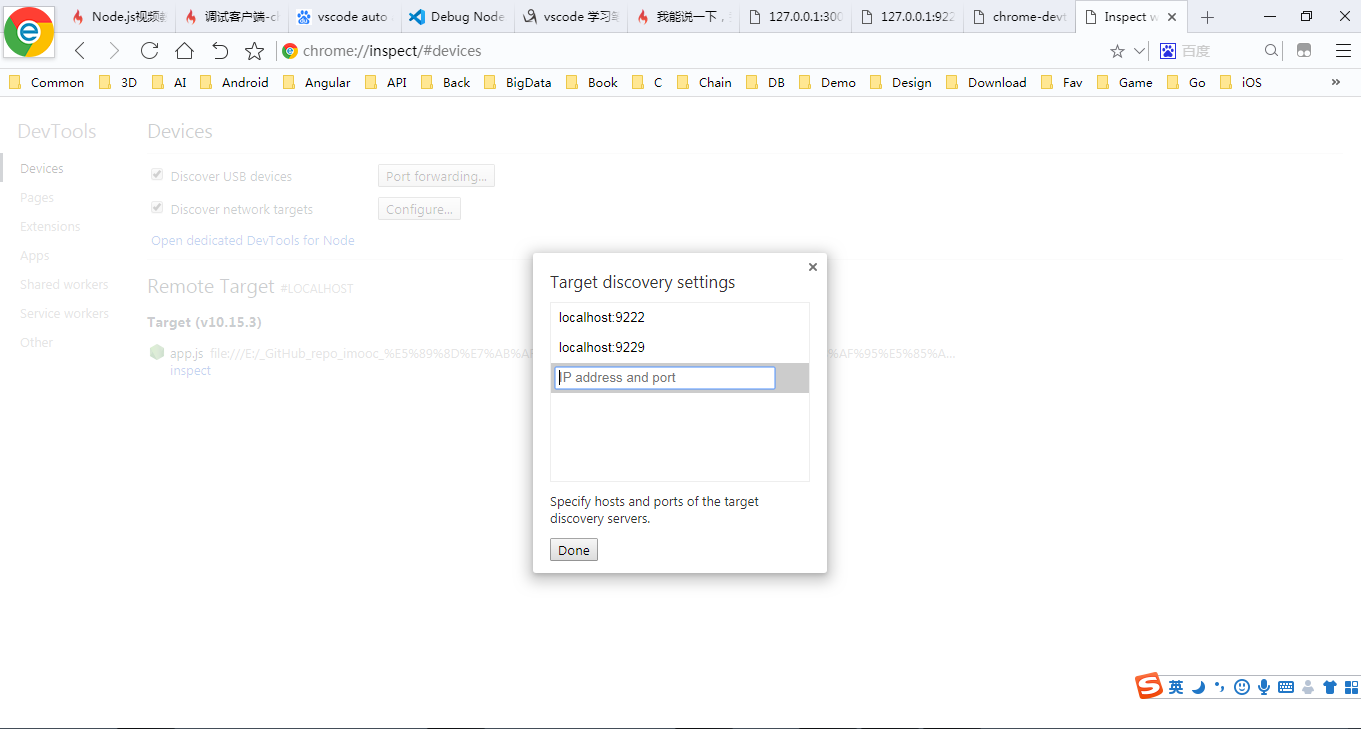 Node.js视频教 调试客户端-cl vscode auto Debug Node vscode 学习笔 我能说一下， 127.0.0.1:300 127.0.0.1:922 chrome-devt Inspect w
chrome://inspect/#devices 百度
Common 3D AI Android Angular API Back BigData Book C Chain DB Demo Design Download Fav Game Go iOS »
DevTools
Devices
Pages
Extensions
Apps
Shared workers
Service workers
Other
Devices
Discover USB devices Port forwarding...
Discover network targets Configure...
Open dedicated DevTools for Node
Remote Target #LOCALHOST
Target (v10.15.3)
app.js file:///E:/_GitHub_repo_imooc_%E5%89%8D%E7%AB%AF %AF%95%E5%85%A...
inspect
Target discovery settings
localhost:9222
localhost:9229
IP address and port
Specify hosts and ports of the target
discovery servers.
Done
英